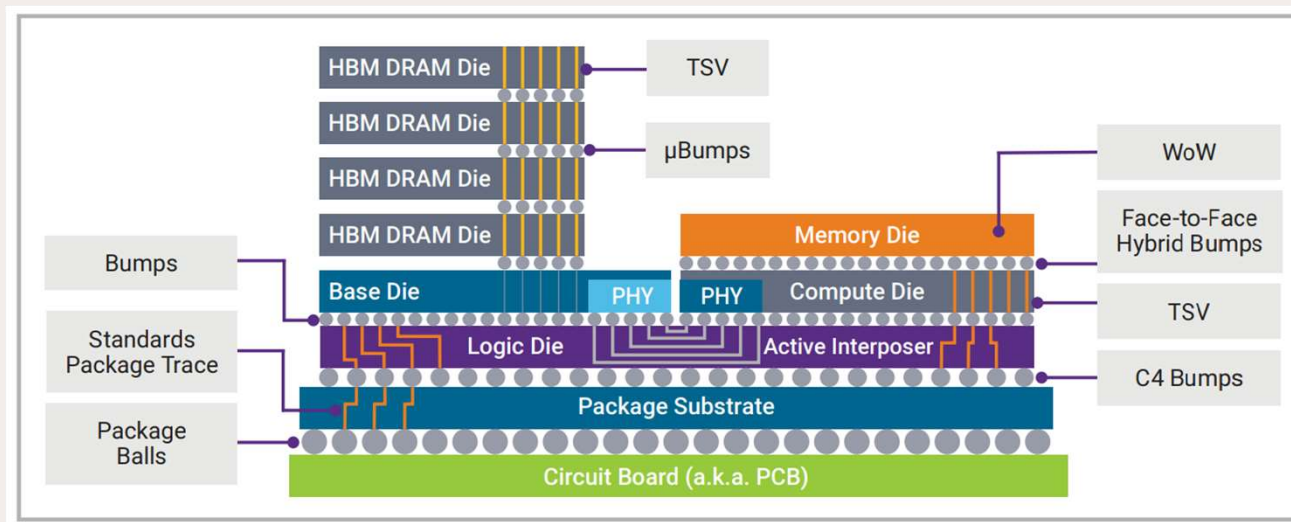 HBM DRAM Die
TSV
HBM DRAM Die
µBumps
HBM DRAM Die
HBM DRAM Die
WoW
Face-to-Face
Hybrid Bumps
Memory Die
Bumps
Base Die
PHY
PHY
Compute Die
TSV
Standards
Package Trace
Logic Die
Active Interposer
C4 Bumps
Package Substrate
Package
Balls
Circuit Board (a.k.a. PCB)